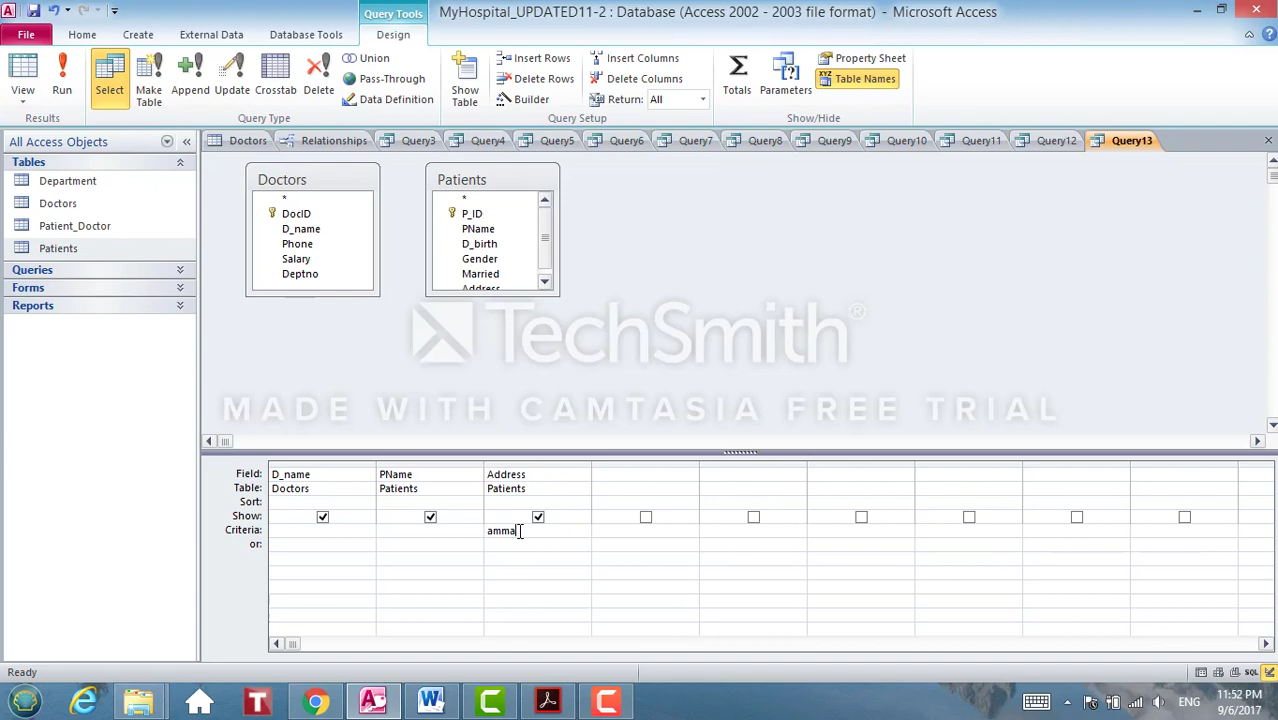 Query Tools
MyHospital_UPDATED11-2 : Database (Access 2002 - 2003 file format) - Microsoft Access
File Home Create External Data Database Tools Design
View Run Select Make Table Append Update Crosstab Delete
Union
Pass-Through
Data Definition
Show Table
Insert Rows
Delete Rows
Builder
Insert Columns
Delete Columns
Return: All
Totals Parameters
Property Sheet
XYZ Table Names
Results Query Type Query Setup Show/Hide
All Access Objects
Doctors Relationships Query3 Query4 Query5 Query6 Query7 Query8 Query9 Query10 Query11 Query12 Query13
Tables
Department
Doctors
Patient_Doctor
Patients
Queries
Forms
Reports
Doctors
*
DocID
D_name
Phone
Salary
Deptno
Patients
*
P_ID
PName
D_birth
Gender
Married
Address
TechSmith®
MADE WITH CAMTASIA FREE TRIAL
Field: D_name PName Address
Table: Doctors Patients Patients
Sort:
Show:
Criteria: amma
or:
Ready
SQL
ENG
11:52 PM
9/6/2017